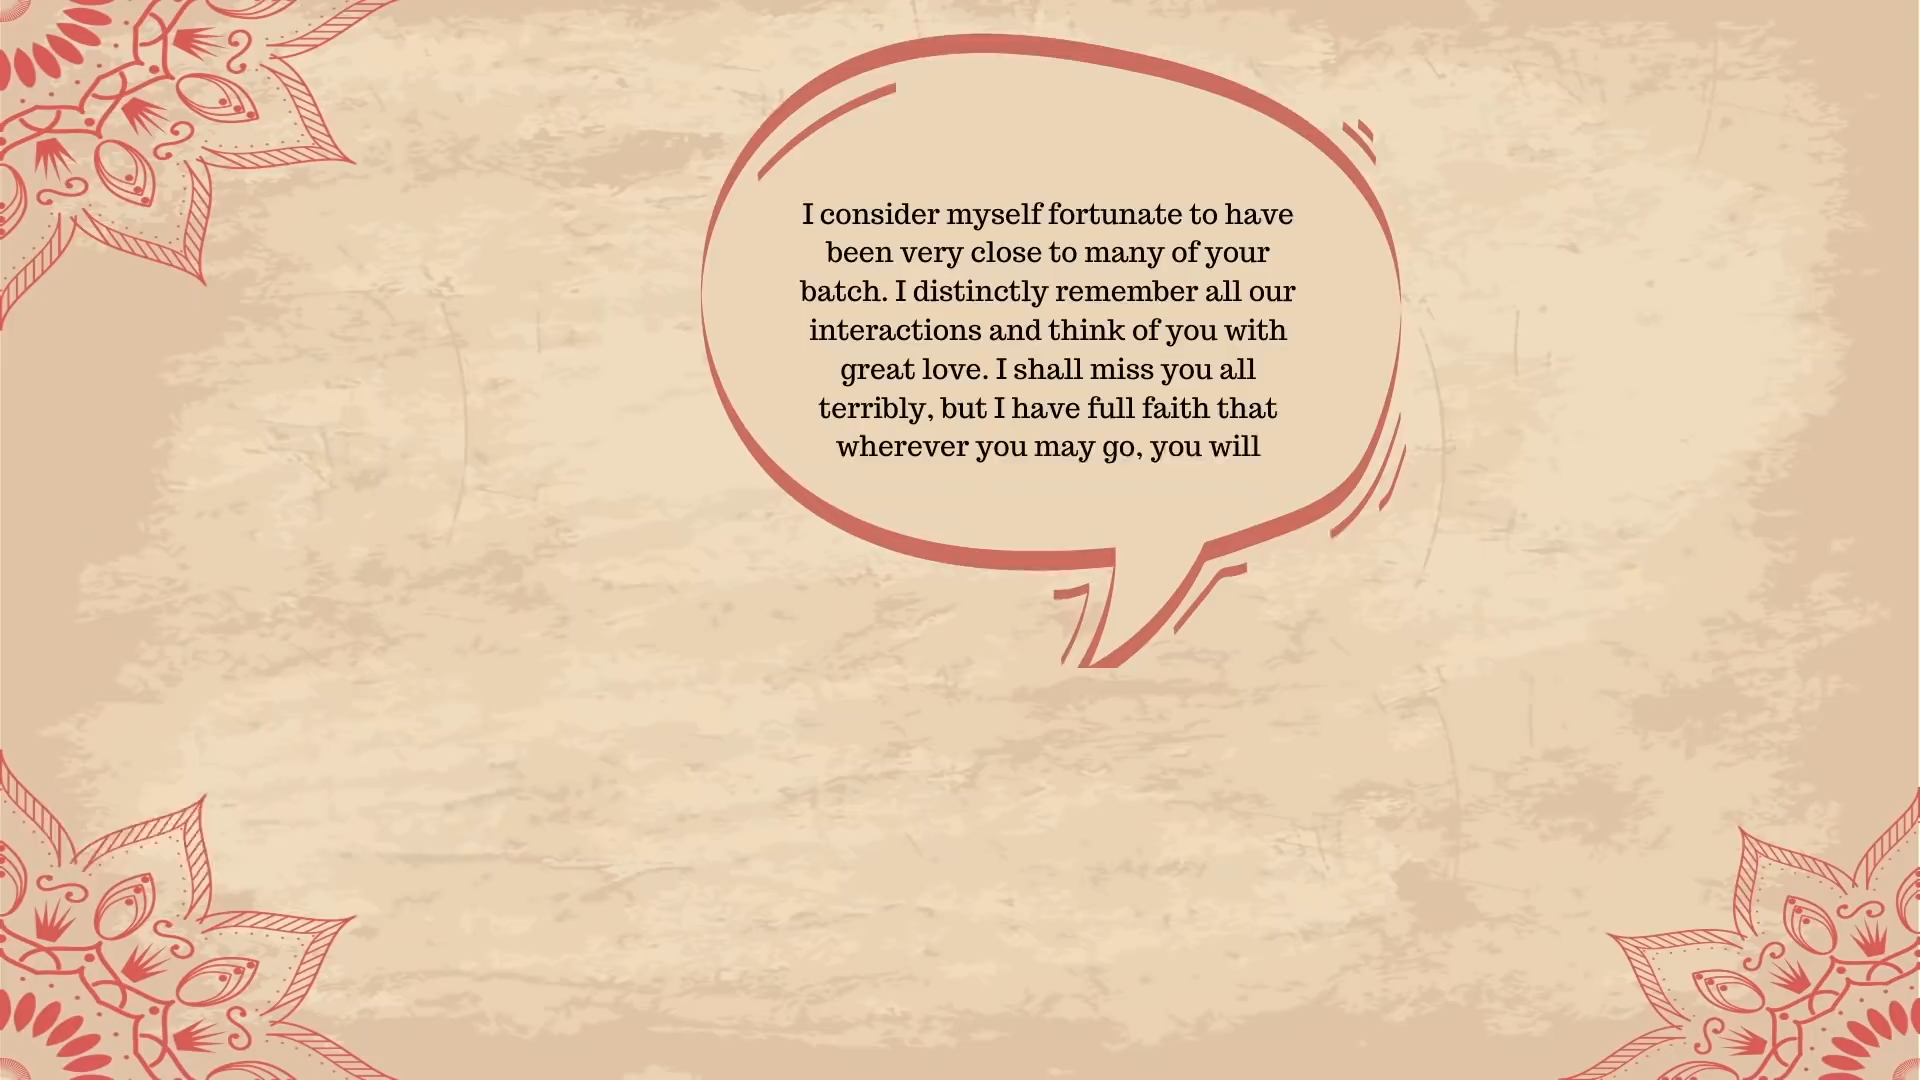 I consider myself fortunate to have
been very close to many of your
batch. I distinctly remember all our
interactions and think of you with
great love. I shall miss you all
terribly, but I have full faith that
wherever you may go, you will